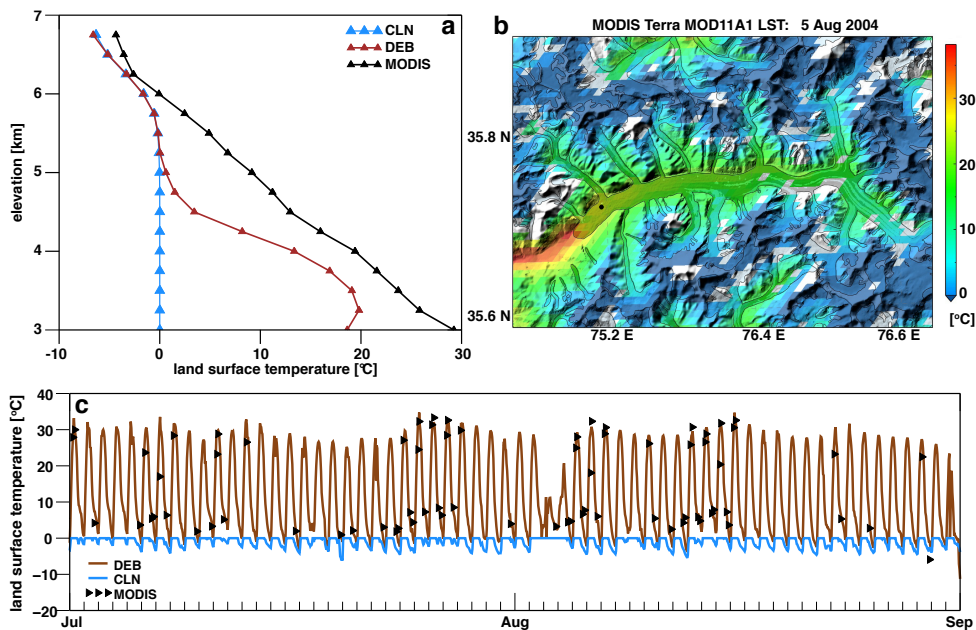 a
CLN
DEB
MODIS
7
6
5
4
3
elevation [km]
-10 0 10 20 30
land surface temperature [°C]
b
MODIS Terra MOD11A1 LST: 5 Aug 2004
35.8 N
35.6 N
75.2 E 76.4 E 76.6 E
30
20
10
0
[°C]
c
40
30
20
10
0
−10
−20
land surface temperature [°C]
DEB
CLN
MODIS
Jul Aug Sep